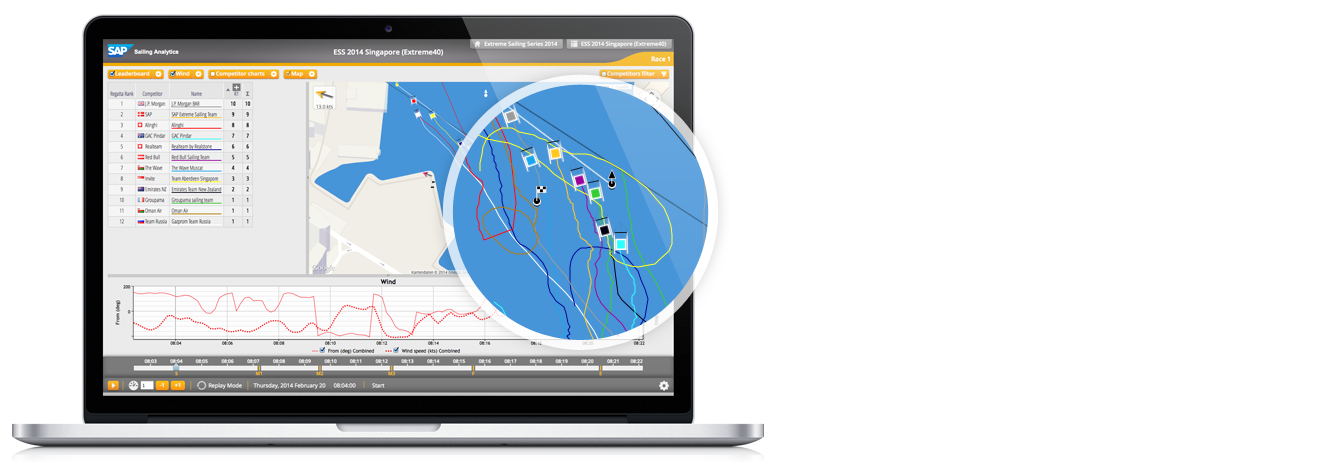 SAP Sailing Analytics
ESS 2014 Singapore (Extreme40)
Extreme Sailing Series 2014
ESS 2014 Singapore (Extreme40)
Race 1
Leaderboard
Wind
Competitor charts
Map
Competitors filter
Regatta Rank Competitor Name R1 Σ
1 J.P. Morgan J.P. Morgan BAR 10 10
2 SAP SAP Extreme Sailing Team 9 9
3 Alinghi Alinghi 8 8
4 GAC Pindar GAC Pindar 7 7
5 Realteam Realteam by Realstone 6 6
6 Red Bull Red Bull Sailing Team 5 5
7 The Wave The Wave Muscat 4 4
8 Invite Team Aberdeen Singapore 3 3
9 Emirates NZ Emirates Team New Zealand 2 2
10 Groupama Groupama sailing team 1 1
11 Oman Air Oman Air 1 1
12 Team Russia Gazprom Team Russia 1 1
13.0 kts
Google
Kartendaten © 2014
Wind
From (deg)
200
0
08:04 08:06 08:08 08:10 08:12 08:14 08:16 08:22
From (deg) Combined
Wind speed (kts) Combined
08:03 08:04 08:05 08:06 08:07 08:08 08:09 08:10 08:11 08:12 08:13 08:14 08:15 08:16 08:17 08:18 08:19 08:20 08:21 08:22
S M1 M2 M3 F E
1 -1 +1 Replay Mode Thursday, 2014 February 20 08:04:00 Start